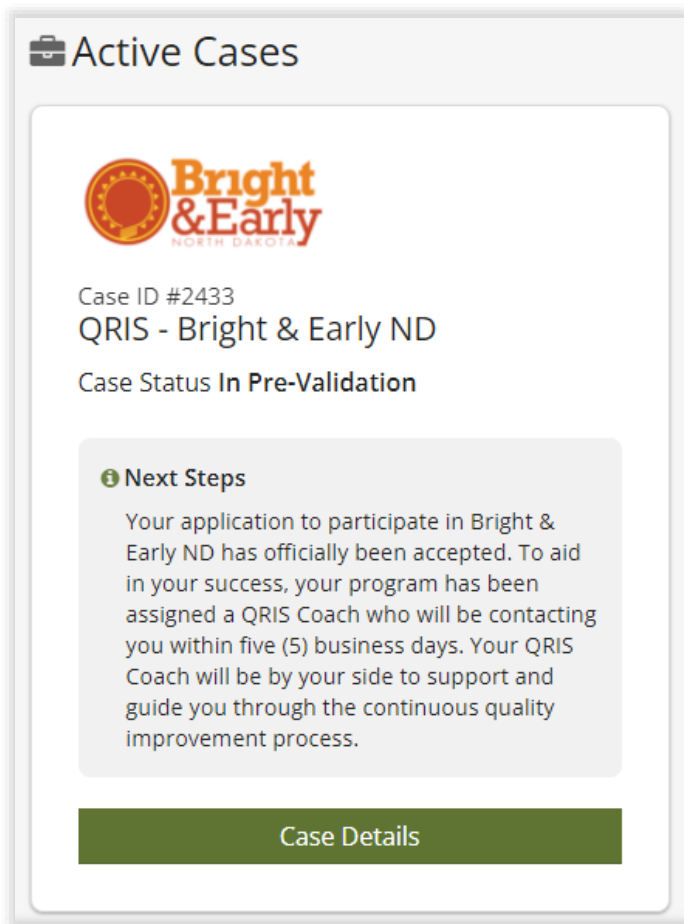 Active Cases
Bright
&Early
NORTH DAKOTA
Case ID #2433
QRIS - Bright & Early ND
Case Status In Pre-Validation
Next Steps
Your application to participate in Bright &
Early ND has officially been accepted. To aid
in your success, your program has been
assigned a QRIS Coach who will be contacting
you within five (5) business days. Your QRIS
Coach will be by your side to support and
guide you through the continuous quality
improvement process.
Case Details